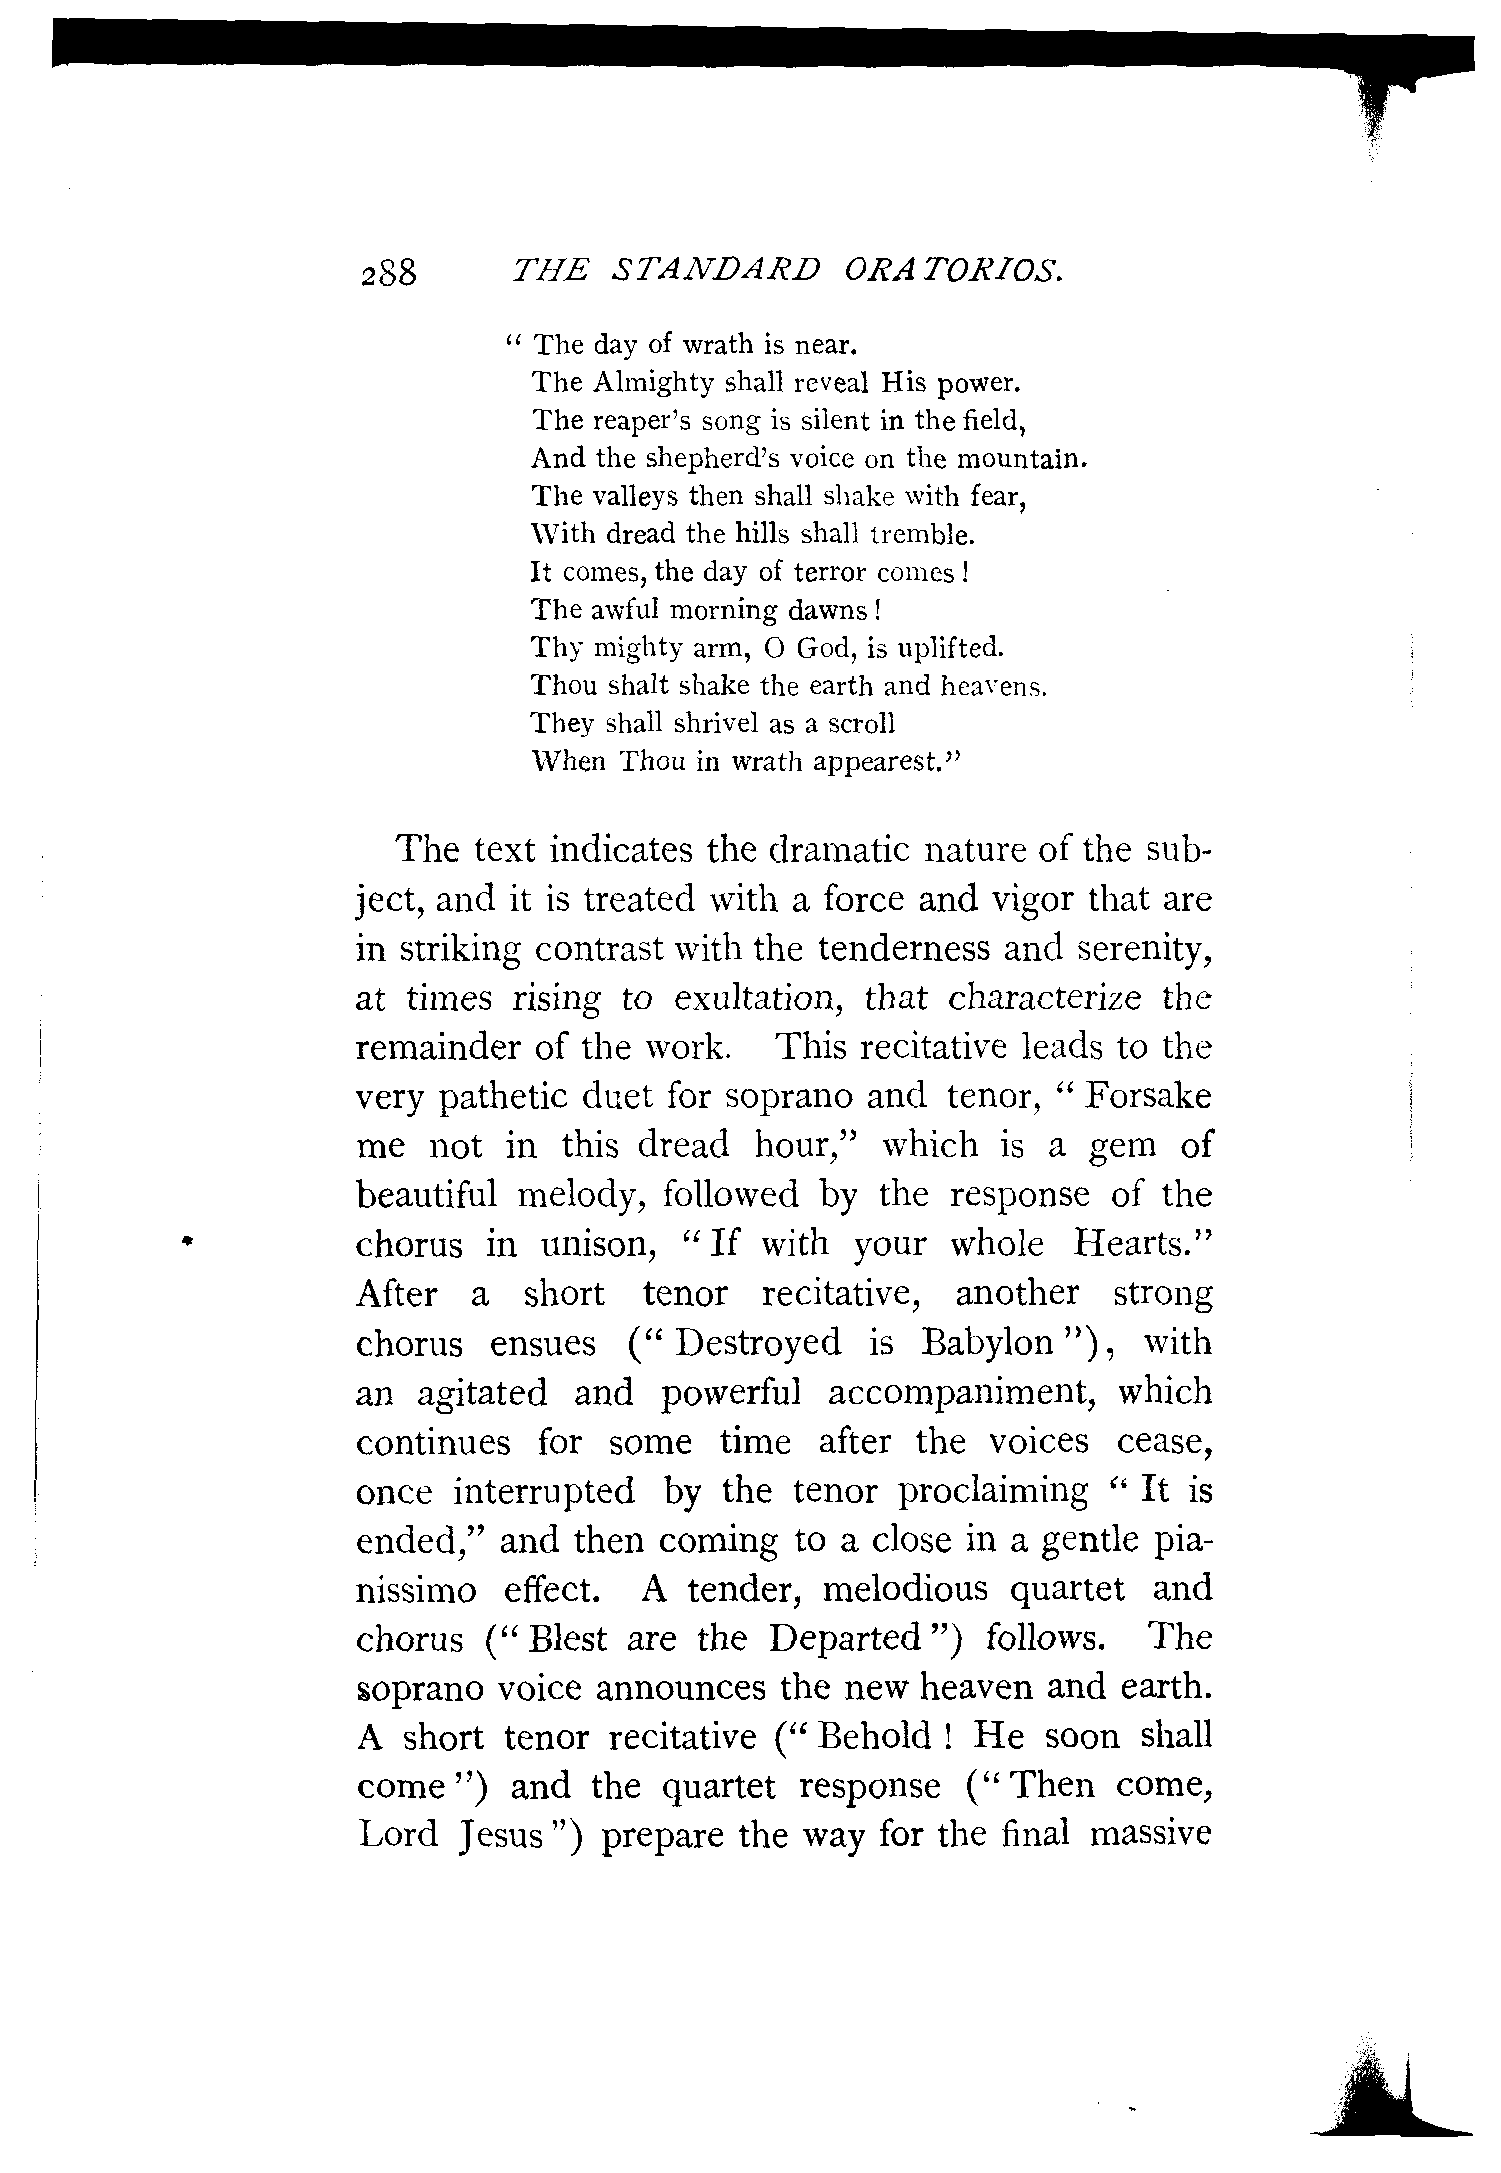 288 THE STANDARD ORATORIOS.
“ The day of wrath is near.
The Almighty shall reveal His power.
The reaper’s song is silent in the field,
And the shepherd’s voice on the mountain.
The valleys then shall shake with fear,
With dread the hills shall tremble.
It comes, the day of terror comes !
The awful morning dawns !
Thy mighty arm, O God, is uplifted.
Thou shalt shake the earth and heavens.
They shall shrivel as a scroll
When Thou in wrath appearest.”
The text indicates the dramatic nature of the sub-
ject, and it is treated with a force and vigor that are
in striking contrast with the tenderness and serenity,
at times rising to exultation, that characterize the
remainder of the work. This recitative leads to the
very pathetic duet for soprano and tenor, “ Forsake
me not in this dread hour,” which is a gem of
beautiful melody, followed by the response of the
chorus in unison, “ If with your whole Hearts.”
After a short tenor recitative, another strong
chorus ensues (“ Destroyed is Babylon ”), with
an agitated and powerful accompaniment, which
continues for some time after the voices cease,
once interrupted by the tenor proclaiming “ It is
ended,” and then coming to a close in a gentle pia-
nissimo effect. A tender, melodious quartet and
chorus (“ Blest are the Departed ”) follows. The
soprano voice announces the new heaven and earth.
A short tenor recitative (“ Behold ! He soon shall
come ”) and the quartet response (“ Then come,
Lord Jesus ”) prepare the way for the final massive